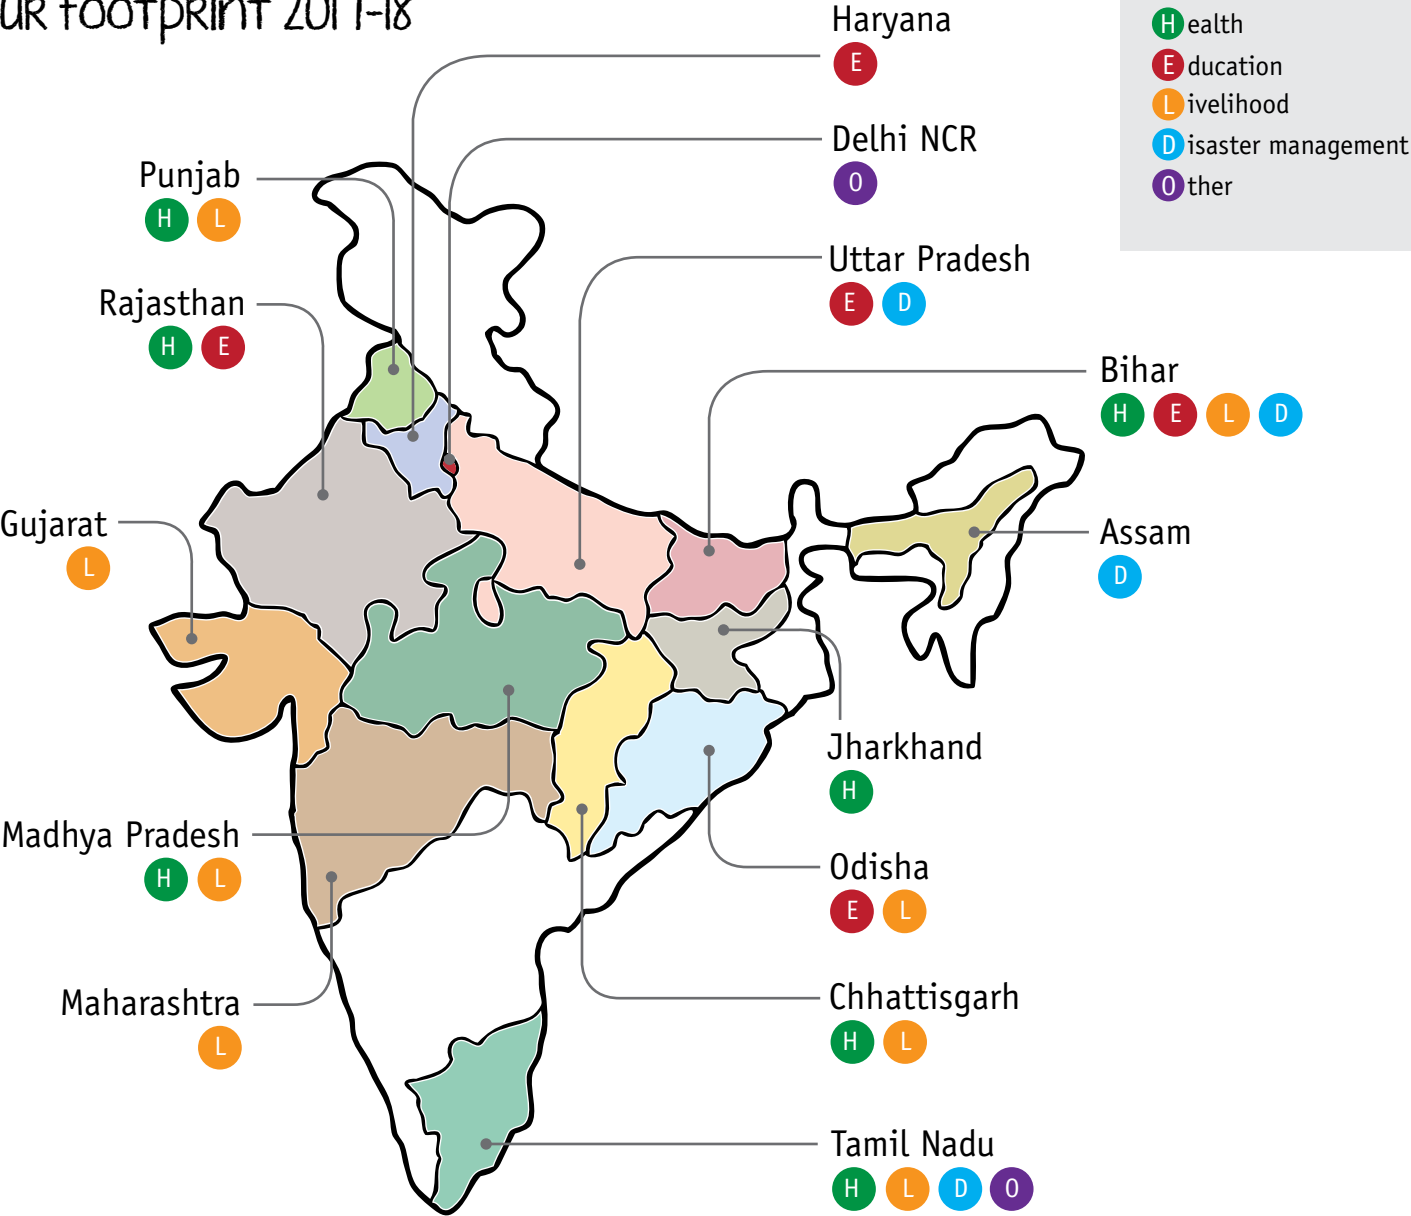 ur footprint 2017-18
Health
Education
Livelihood
Disaster management
Other
Haryana
E
Delhi NCR
O
Punjab
H L
Uttar Pradesh
E D
Rajasthan
H E
Bihar
H E L D
Gujarat
L
Assam
D
Jharkhand
H
Madhya Pradesh
H L
Odisha
E L
Maharashtra
L
Chhattisgarh
H L
Tamil Nadu
H L D O